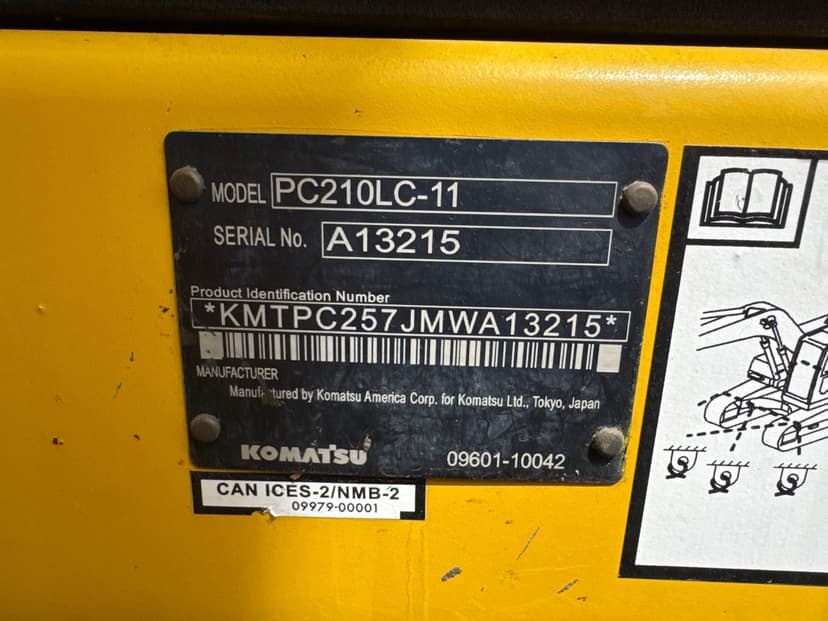 MODEL PC210LC-11
SERIAL No. A13215
Product Identification Number
*KMTPC257JMWA13215*
MANUFACTURER
Manufactured by Komatsu America Corp. for Komatsu Ltd., Tokyo, Japan
KOMATSU 09601-10042
CAN ICES-2/NMB-2
09979-00001